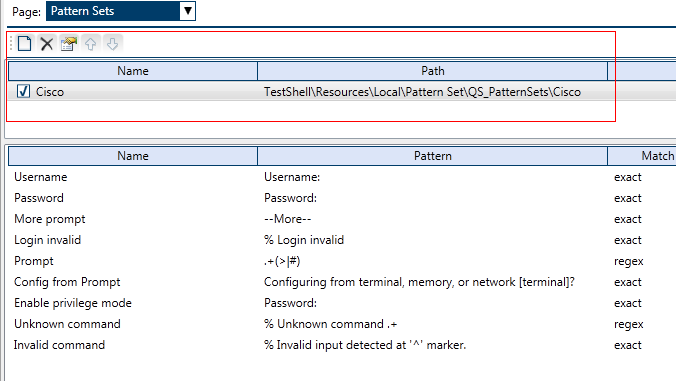 Page: Pattern Sets
Name Path
Cisco TestShell\Resources\Local\Pattern Set\QS_PatternSets\Cisco
Name Pattern Match
Username Username: exact
Password Password: exact
More prompt --More-- exact
Login invalid % Login invalid exact
Prompt .+(>|#) regex
Config from Prompt Configuring from terminal, memory, or network [terminal]? exact
Enable privilege mode Password: exact
Unknown command % Unknown command .+ regex
Invalid command % Invalid input detected at '^' marker. exact